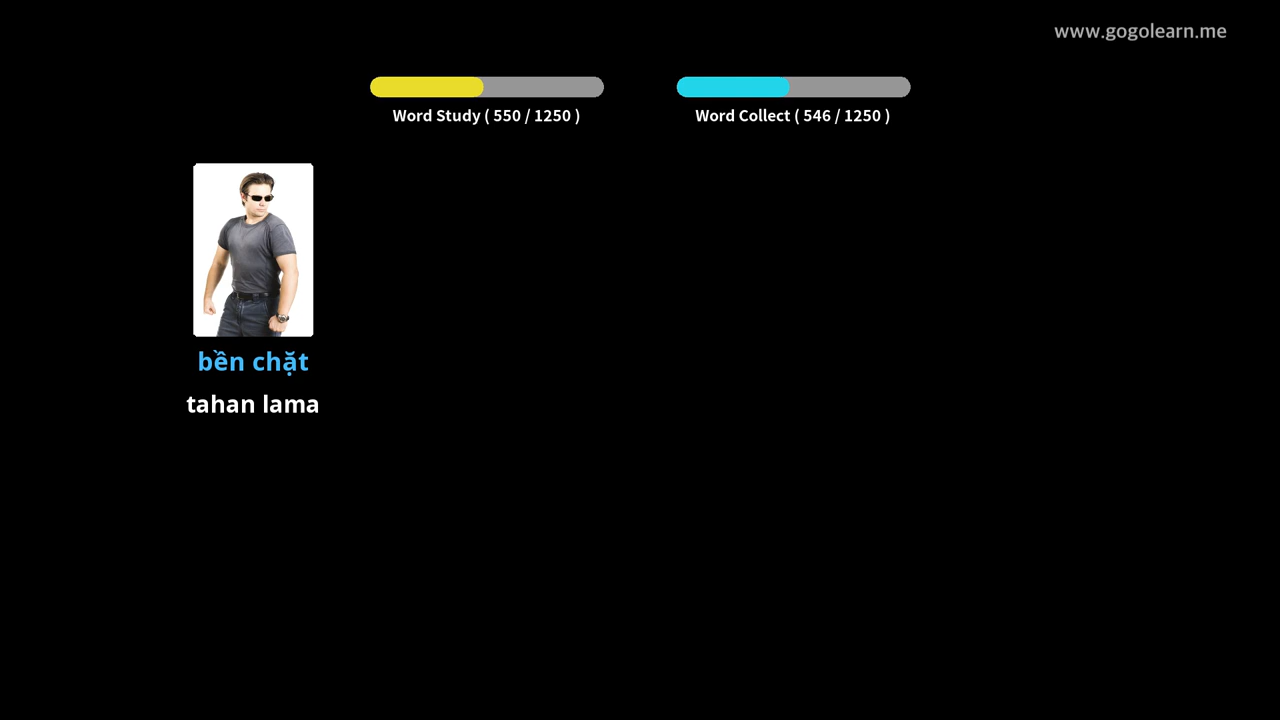 www.gogolearn.me
Word Study ( 550 / 1250 )
Word Collect ( 546 / 1250 )
bền chặt
tahan lama